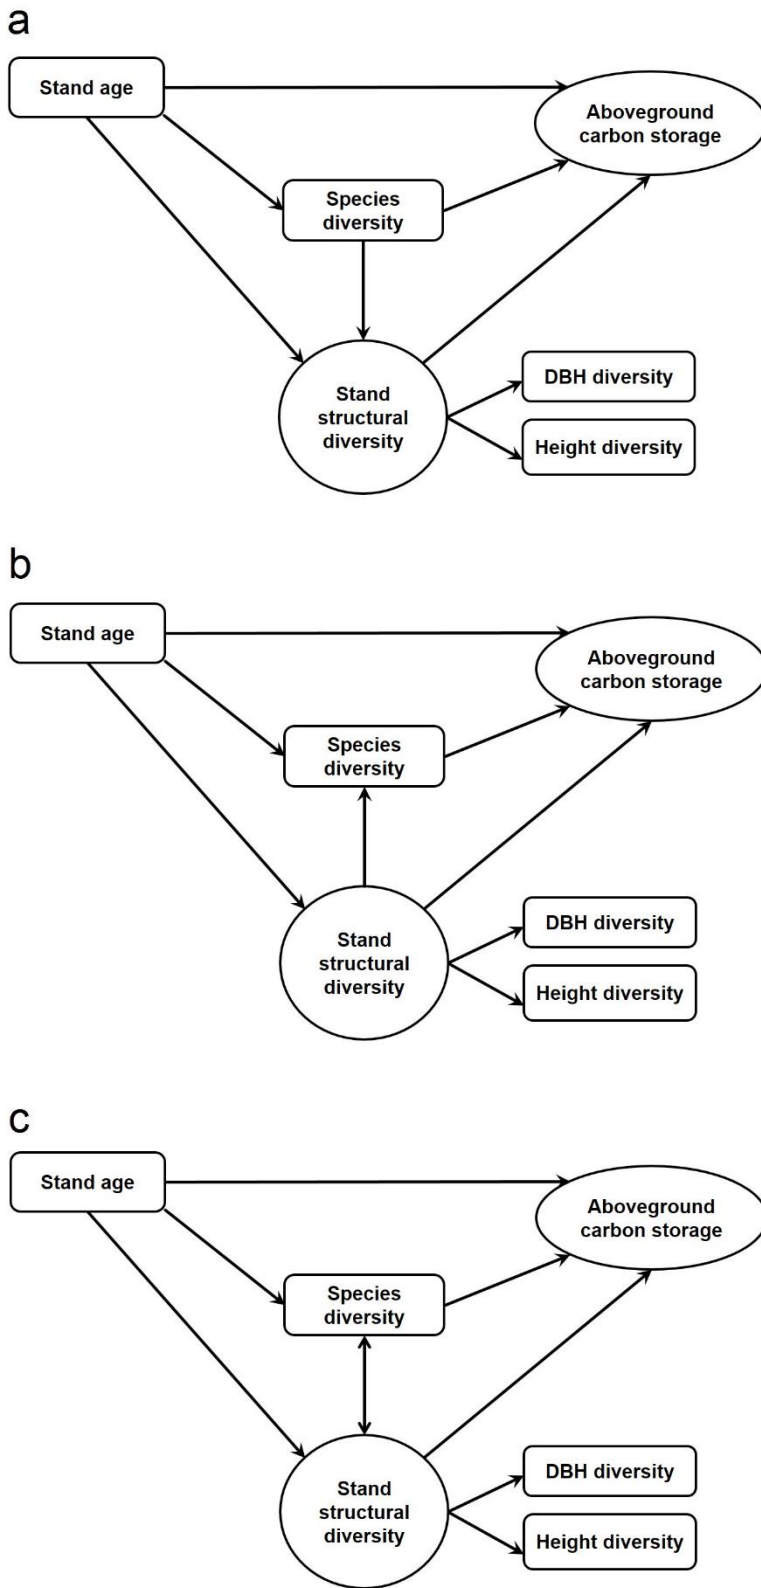 a
Stand age
Aboveground
carbon storage
Species
diversity
Stand
structural
diversity
DBH diversity
Height diversity
b
Stand age
Aboveground
carbon storage
Species
diversity
Stand
structural
diversity
DBH diversity
Height diversity
c
Stand age
Aboveground
carbon storage
Species
diversity
Stand
structural
diversity
DBH diversity
Height diversity